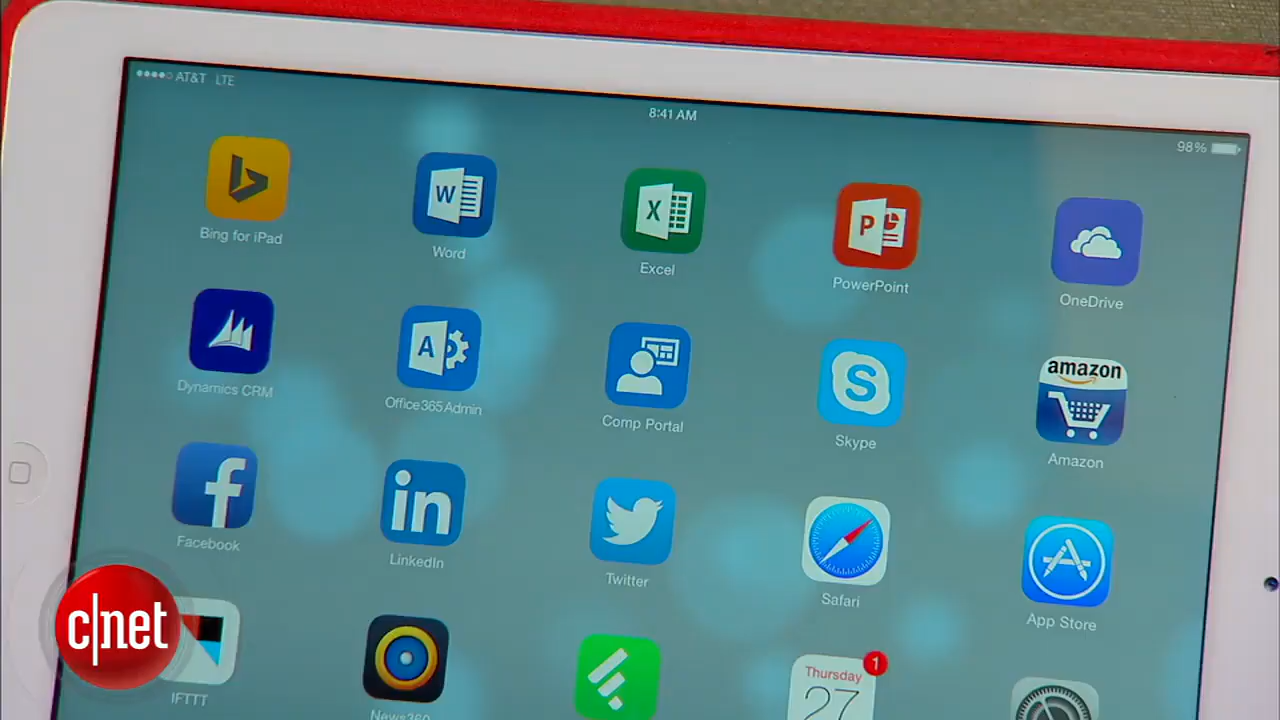 AT&T LTE
8:41 AM
98%
Bing for iPad
W
Word
X
Excel
P
PowerPoint
OneDrive
Dynamics CRM
A
Office365 Admin
Comp Portal
S
Skype
amazon
Amazon
f
Facebook
in
LinkedIn
Twitter
Safari
App Store
c|net
IFTTT
News360
Thursday
1
27